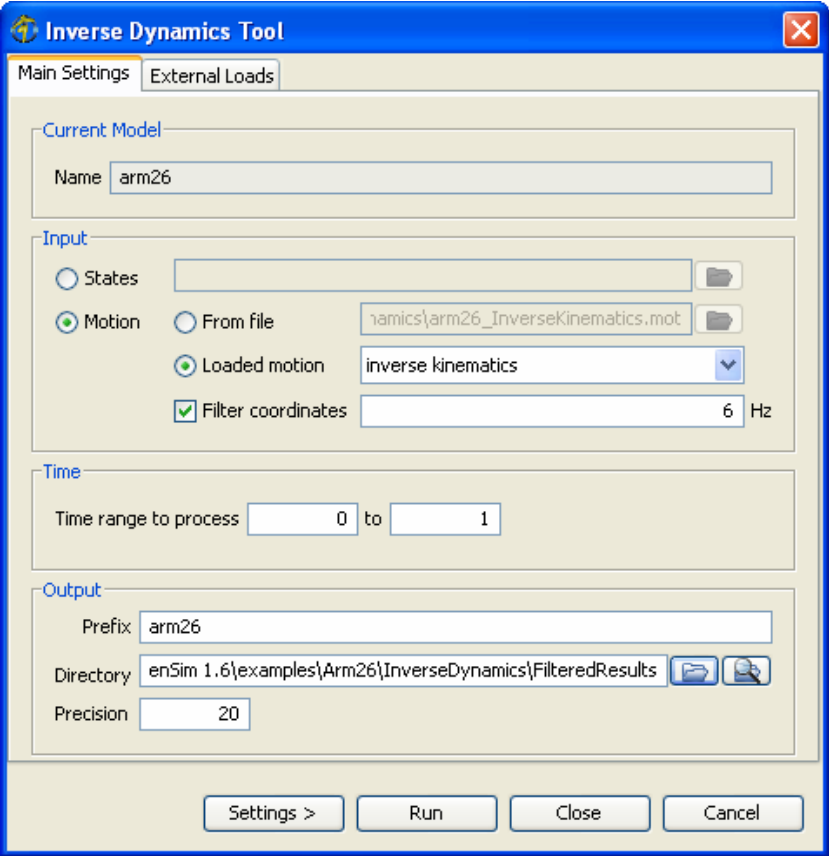 Inverse Dynamics Tool
Main Settings External Loads
Current Model
Name arm26
Input
States
Motion From file namics\arm26_InverseKinematics.mot
Loaded motion inverse kinematics
Filter coordinates 6 Hz
Time
Time range to process 0 to 1
Output
Prefix arm26
Directory enSim 1.6\examples\Arm26\InverseDynamics\FilteredResults
Precision 20
Settings > Run Close Cancel